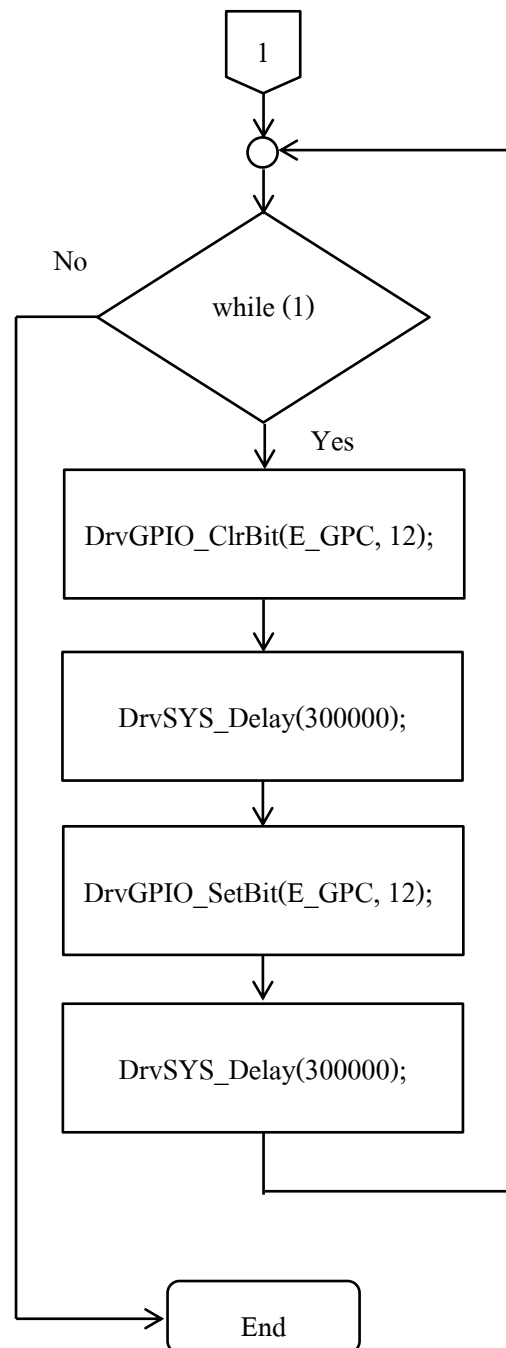 1
No
while (1)
Yes
DrvGPIO_ClrBit(E_GPC, 12);
DrvSYS_Delay(300000);
DrvGPIO_SetBit(E_GPC, 12);
DrvSYS_Delay(300000);
End